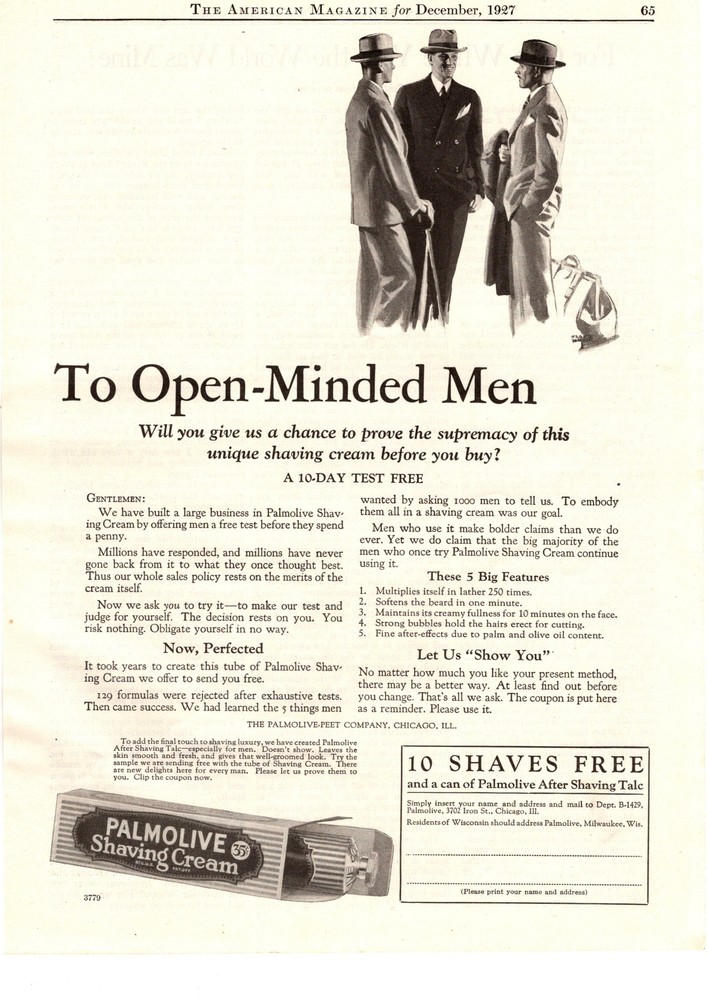 THE AMERICAN MAGAZINE for December, 1927
65
To Open-Minded Men
Will you give us a chance to prove the supremacy of this
unique shaving cream before you buy?
A 10-DAY TEST FREE
GENTLEMEN:
We have built a large business in Palmolive Shav-
ing Cream by offering men a free test before they spend
a penny.
Millions have responded, and millions have never
gone back from it to what they once thought best.
Thus our whole sales policy rests on the merits of the
cream itself.
Now we ask you to try it—to make our test and
judge for yourself. The decision rests on you. You
risk nothing. Obligate yourself in no way.
Now, Perfected
It took years to create this tube of Palmolive Shav-
ing Cream we offer to send you free.
129 formulas were rejected after exhaustive tests.
Then came success. We had learned the 5 things men
wanted by asking 1000 men to tell us. To embody
them all in a shaving cream was our goal.
Men who use it make bolder claims than we do
ever. Yet we do claim that the big majority of the
men who once try Palmolive Shaving Cream continue
using it.
These 5 Big Features
1. Multiplies itself in lather 250 times.
2. Softens the beard in one minute.
3. Maintains its creamy fullness for 10 minutes on the face.
4. Strong bubbles hold the hairs erect for cutting.
5. Fine after-effects due to palm and olive oil content.
Let Us "Show You"
No matter how much you like your present method,
there may be a better way. At least find out before
you change. That's all we ask. The coupon is put here
as a reminder. Please use it.
THE PALMOLIVE-PEET COMPANY, CHICAGO, ILL.
To add the final touch to shaving luxury, we have created Palmolive
After Shaving Talc—especially for men. Doesn't show. Leaves the
skin smooth and fresh, and gives that well-groomed look. Try the
sample we are sending free with the tube of Shaving Cream. There
are new delights here for every man. Please let us prove them to
you. Clip the coupon now.
PALMOLIVE
Shaving Cream
35¢
3779
10 SHAVES FREE
and a can of Palmolive After Shaving Talc
Simply insert your name and address and mail to Dept. B-1429,
Palmolive, 3702 Iron St., Chicago, Ill.
Residents of Wisconsin should address Palmolive, Milwaukee, Wis.
(Please print your name and address)